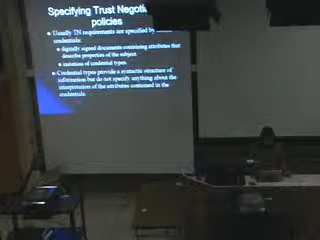 Specifying Trust
policies
Usually TN requirements are specified by
credentials:
digitally signed documents containing attributes that
describe properties of the subject.
instances of credential types.
Credential types provide a syntactic structure of
information but do not specify anything about the
interpretation of the attributes contained in the
credentials.